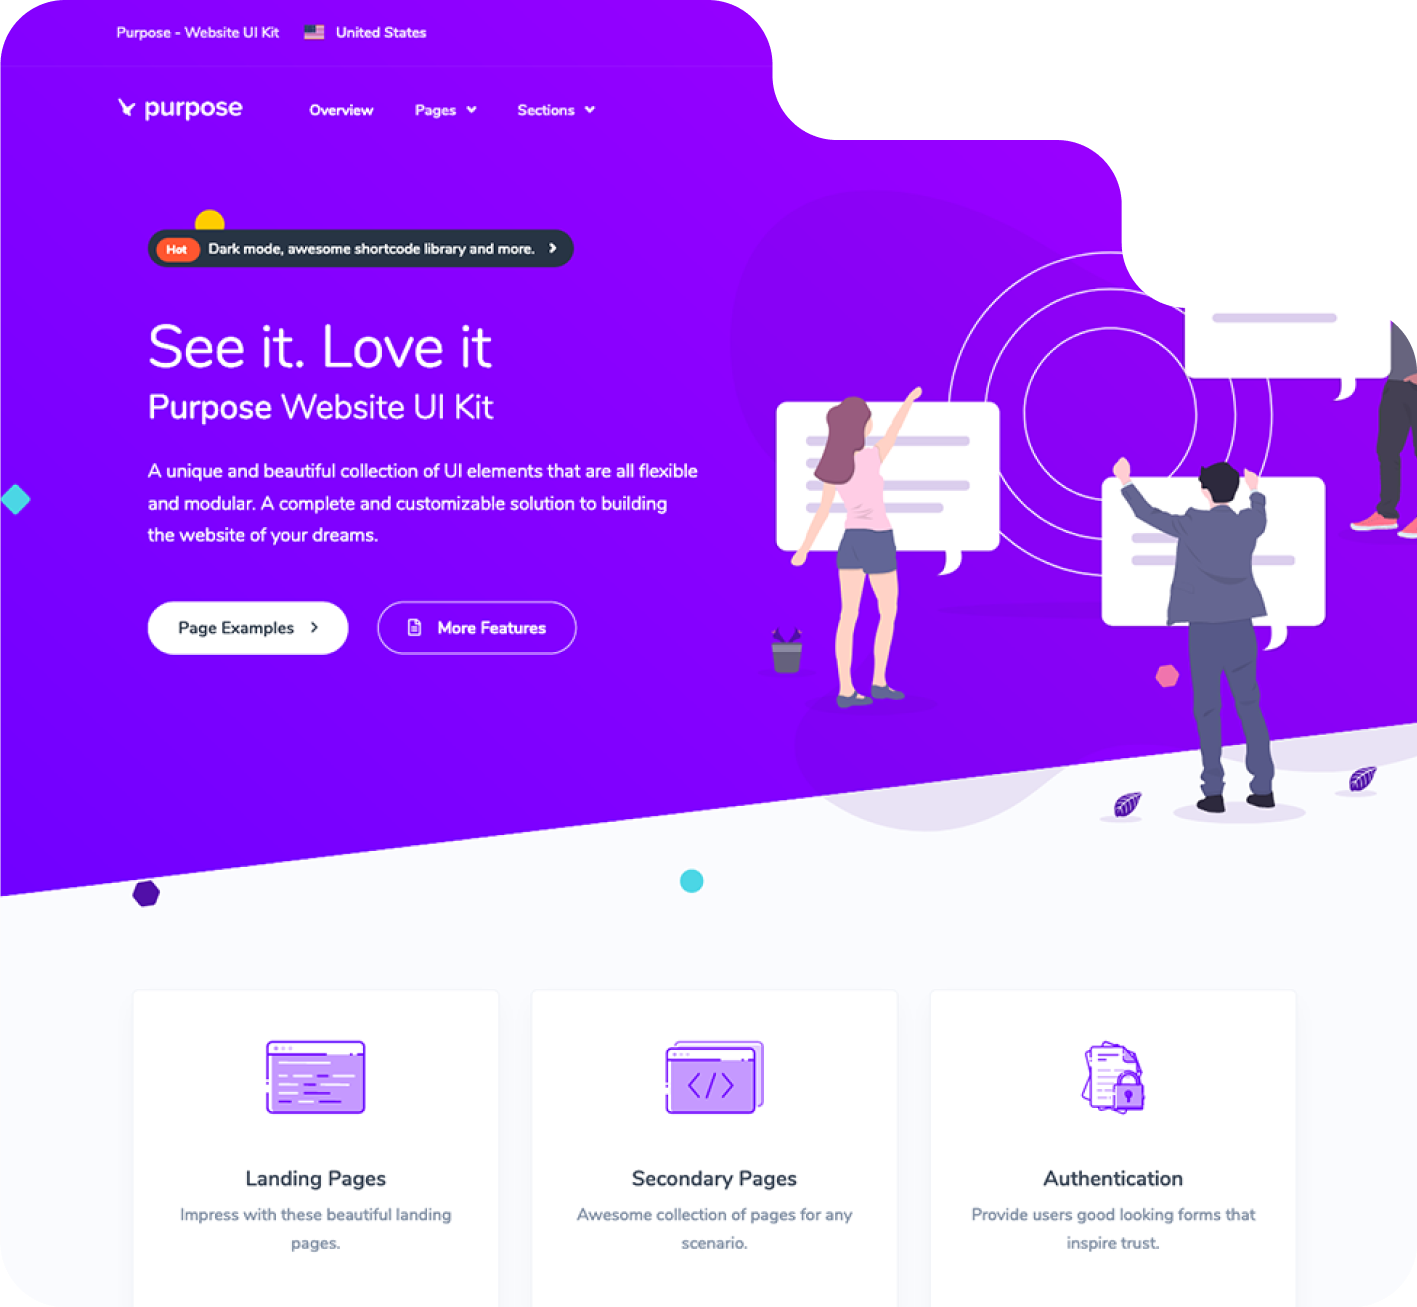 Purpose - Website UI Kit United States
purpose Overview Pages Sections
Hot Dark mode, awesome shortcode library and more.
See it. Love it
Purpose Website UI Kit
A unique and beautiful collection of UI elements that are all flexible
and modular. A complete and customizable solution to building
the website of your dreams.
Page Examples More Features
Landing Pages
Impress with these beautiful landing
pages.
Secondary Pages
Awesome collection of pages for any
scenario.
Authentication
Provide users good looking forms that
inspire trust.